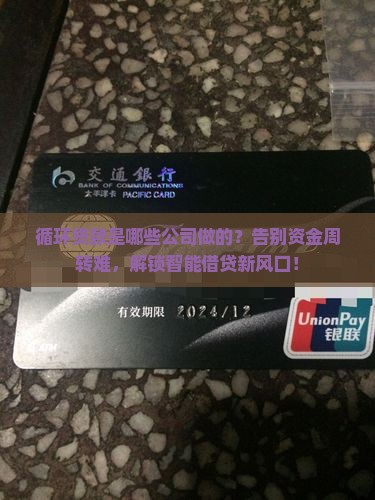 交通銀行
BANK OF COMMUNICATIONS
太平洋卡 PACIFIC CARD
循环 是哪些公司做的？告别资金周
转难，解锁智能借贷新风口！
有效期限 2024/12
UnionPay
银联
ATM